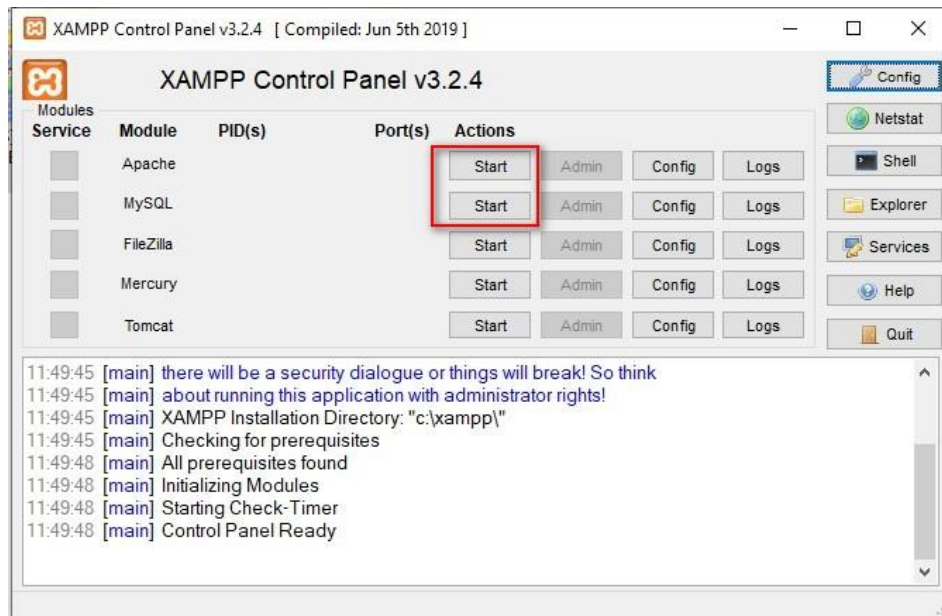 XAMPP Control Panel v3.2.4 [ Compiled: Jun 5th 2019 ]
XAMPP Control Panel v3.2.4
Config
Modules
Service Module PID(s) Port(s) Actions
Netstat
Apache Start Admin Config Logs
Shell
MySQL Start Admin Config Logs
Explorer
FileZilla Start Admin Config Logs
Services
Mercury Start Admin Config Logs
Help
Tomcat Start Admin Config Logs
Quit
11:49:45 [main] there will be a security dialogue or things will break! So think
11:49:45 [main] about running this application with administrator rights!
11:49:45 [main] XAMPP Installation Directory: "c:\xampp\"
11:49:45 [main] Checking for prerequisites
11:49:48 [main] All prerequisites found
11:49:48 [main] Initializing Modules
11:49:48 [main] Starting Check-Timer
11:49:48 [main] Control Panel Ready